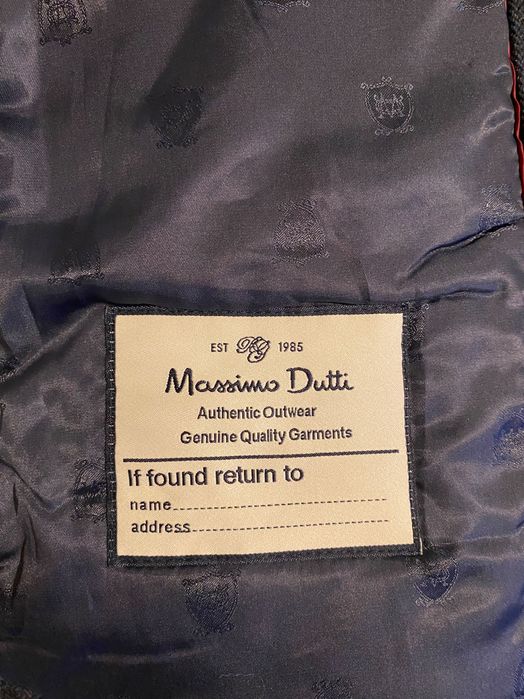 EST 1985
Massimo Dutti
Authentic Outwear
Genuine Quality Garments
If found return to
name
address